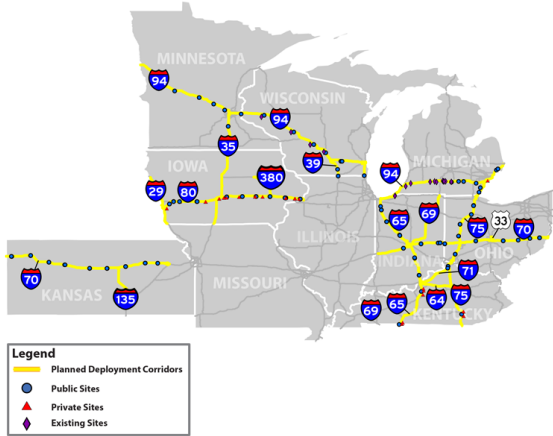 MINNESOTA
94
WISCONSIN
94
35
39
94
MICHIGAN
IOWA
380
29
80
65
69
75
33
70
ILLINOIS
INDIANA
OHIO
71
70
KANSAS
135
MISSOURI
69
65
64
75
KENTUCKY
Legend
Planned Deployment Corridors
Public Sites
Private Sites
Existing Sites